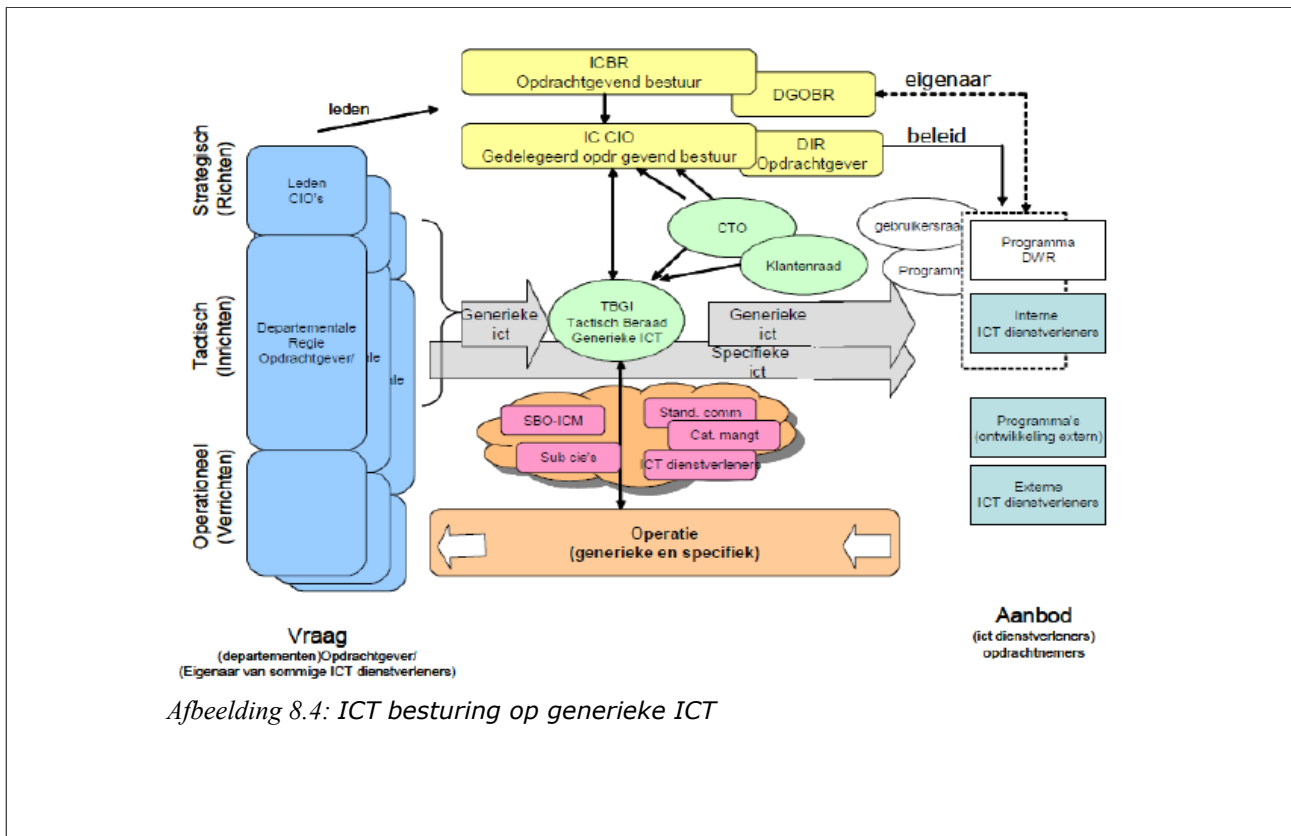 ICBR
Opdrachtgevend bestuur
DGOBR
eigenaar
leden
IC CIO
Gedelegeerd opdr gevend bestuur
DIR
Opdrachtgever
beleid
Strategisch
(Richten)
Leden
CIO's
CTO
Klantenraad
gebruikersraa
Programm
Programma
DWR
Tactisch
(Inrichten)
Departementale
Regie
Opdrachtgever/
ale
ale
Generieke
ict
TBGI
Tactisch Beraad
Generieke ICT
Generieke
ict
Specifieke
ict
Interne
ICT dienstverleners
SBO-ICM
Stand. comm
Cat. mangt
Sub cie's
ICT dienstverleners
Programma's
(ontwikkeling extern)
Externe
ICT dienstverleners
Operationeel
(Verrichten)
Operatie
(generieke en specifiek)
Vraag
(departementen)Opdrachtgever/
(Eigenaar van sommige ICT dienstverleners)
Aanbod
(ict dienstverleners)
opdrachtnemers
Afbeelding 8.4: ICT besturing op generieke ICT